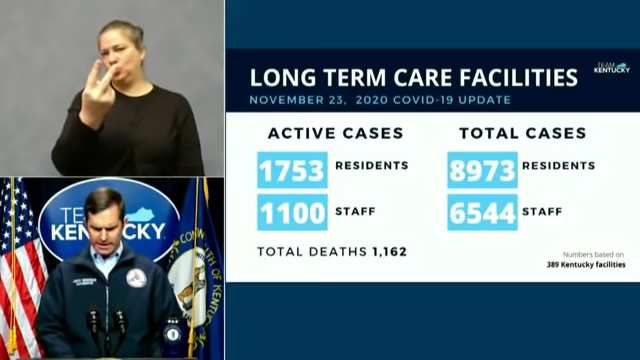 TEAM
KENTUCKY
LONG TERM CARE FACILITIES
NOVEMBER 23, 2020 COVID-19 UPDATE
ACTIVE CASES
1753 RESIDENTS
1100 STAFF
TOTAL CASES
8973 RESIDENTS
6544 STAFF
TOTAL DEATHS 1,162
Numbers based on
389 Kentucky facilities
KENTUCKY